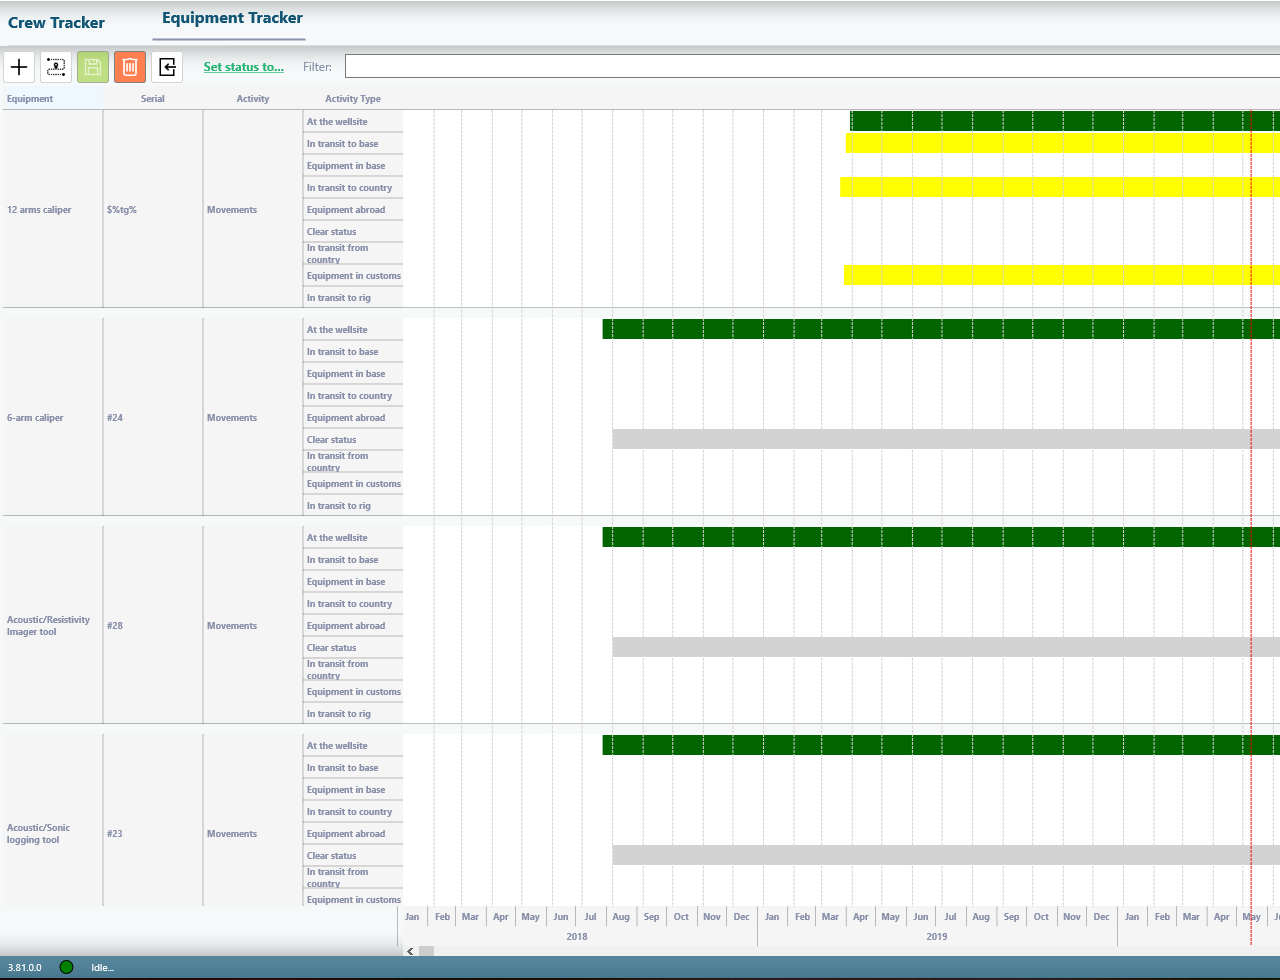 Crew Tracker
Equipment Tracker
Set status to...
Filter:
Equipment
Serial
Activity
Activity Type
12 arms caliper
$%tg%
Movements
At the wellsite
In transit to base
Equipment in base
In transit to country
Equipment abroad
Clear status
In transit from
country
Equipment in customs
In transit to rig
6-arm caliper
#24
Movements
At the wellsite
In transit to base
Equipment in base
In transit to country
Equipment abroad
Clear status
In transit from
country
Equipment in customs
In transit to rig
Acoustic/Resistivity
Imager tool
#28
Movements
At the wellsite
In transit to base
Equipment in base
In transit to country
Equipment abroad
Clear status
In transit from
country
Equipment in customs
In transit to rig
Acoustic/Sonic
logging tool
#23
Movements
At the wellsite
In transit to base
Equipment in base
In transit to country
Equipment abroad
Clear status
In transit from
country
Equipment in customs
Jan Feb Mar Apr May Jun Jul Aug Sep Oct Nov Dec Jan Feb Mar Apr May Jun Jul Aug Sep Oct Nov Dec Jan Feb Mar Apr May
2018 2019
3.81.0.0
Idle...